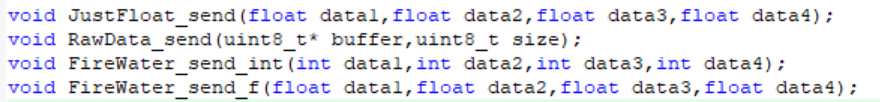 void JustFloat_send(float data1,float data2,float data3,float data4);
void RawData_send(uint8_t* buffer,uint8_t size);
void FireWater_send_int(int data1,int data2,int data3,int data4);
void FireWater_send_f(float data1,float data2,float data3,float data4);